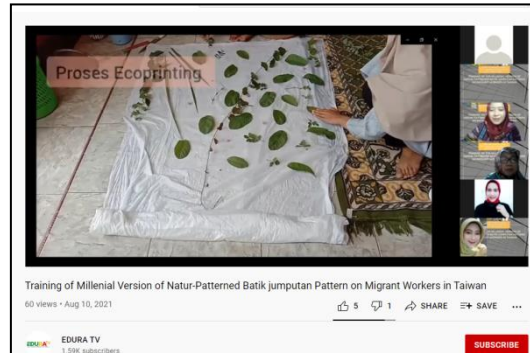 Proses Ecoprinting
Training of Millenial Version of Natur-Patterned Batik jumputan Pattern on Migrant Workers in Taiwan
60 views • Aug 10, 2021
5 1 SHARE SAVE ...
EDURA TV
1.59K subscribers
SUBSCRIBE